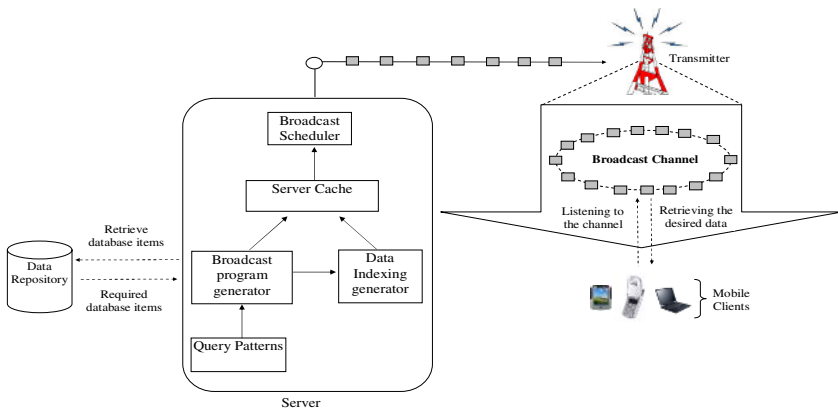 Transmitter
Broadcast
Scheduler
Broadcast Channel
Server Cache
Listening to
the channel
Retrieving the
desired data
Retrieve
database items
Data
Repository
Required
database items
Broadcast
program
generator
Data
Indexing
generator
Mobile
Clients
Query Patterns
Server